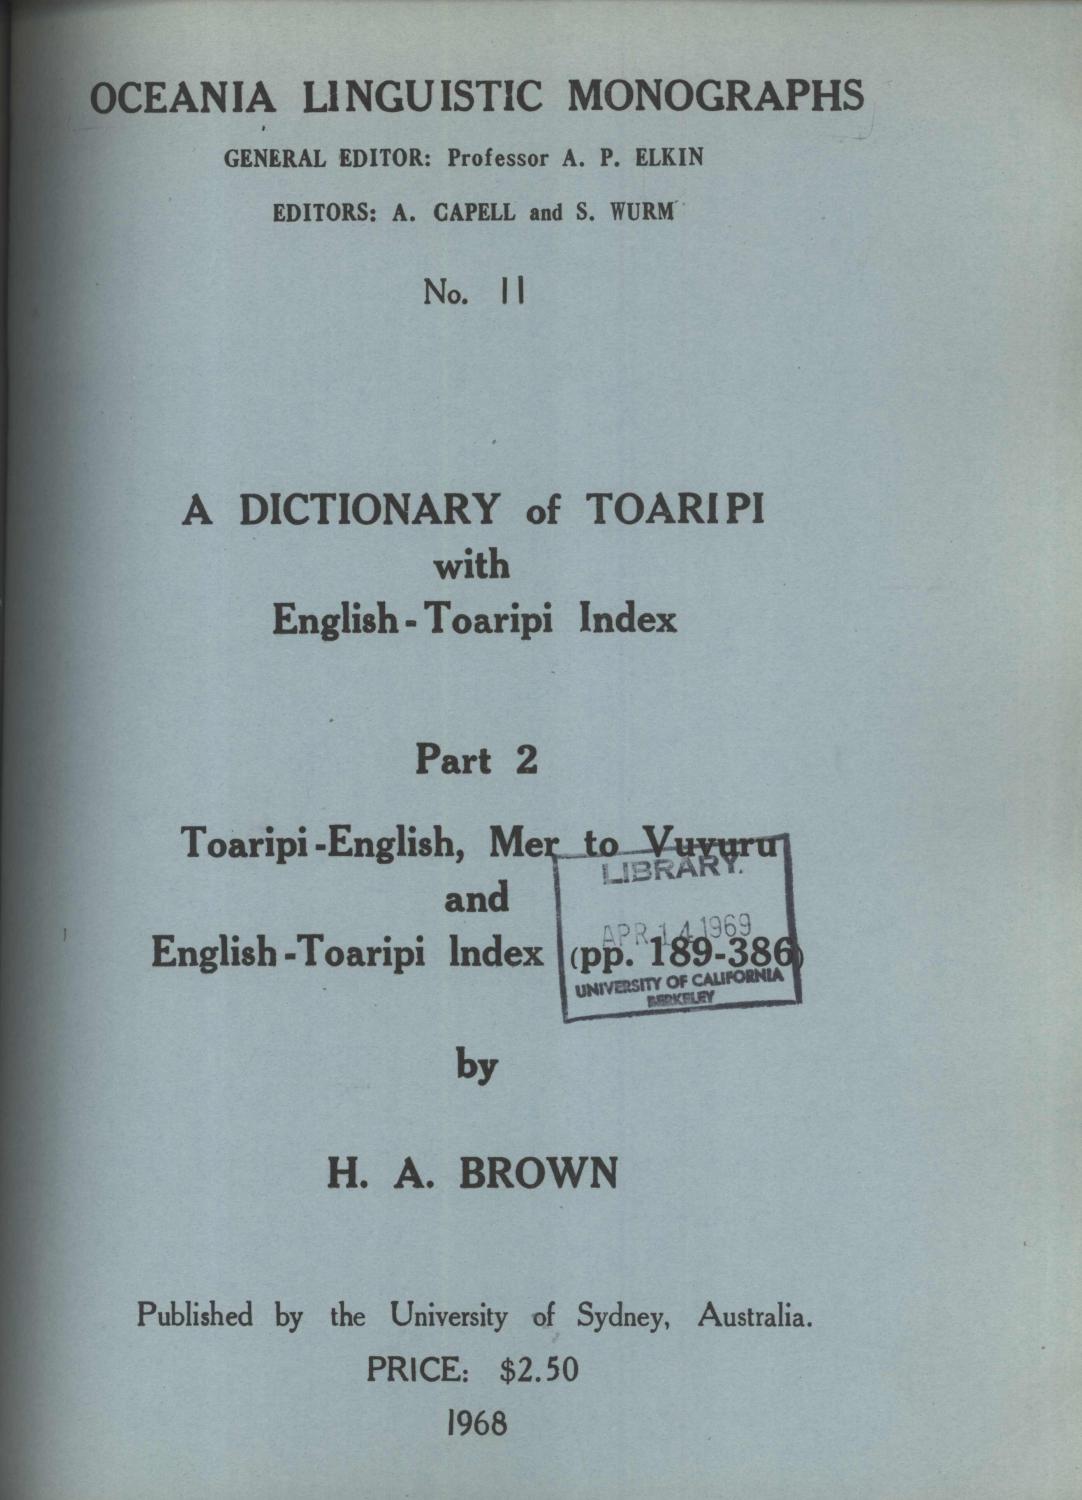 OCEANIA LINGUISTIC MONOGRAPHS
GENERAL EDITOR: Professor A. P. ELKIN
EDITORS: A. CAPELL and S. WURM
No. 11
A DICTIONARY of TOARIPI
with
English-Toaripi Index
Part 2
Toaripi-English, Mer to Vuvuru
and
English-Toaripi Index (pp. 189-386)
LIBRARY.
APR 14 1969
UNIVERSITY OF CALIFORNIA
BERKELEY
by
H. A. BROWN
Published by the University of Sydney, Australia.
PRICE: $2.50
1968